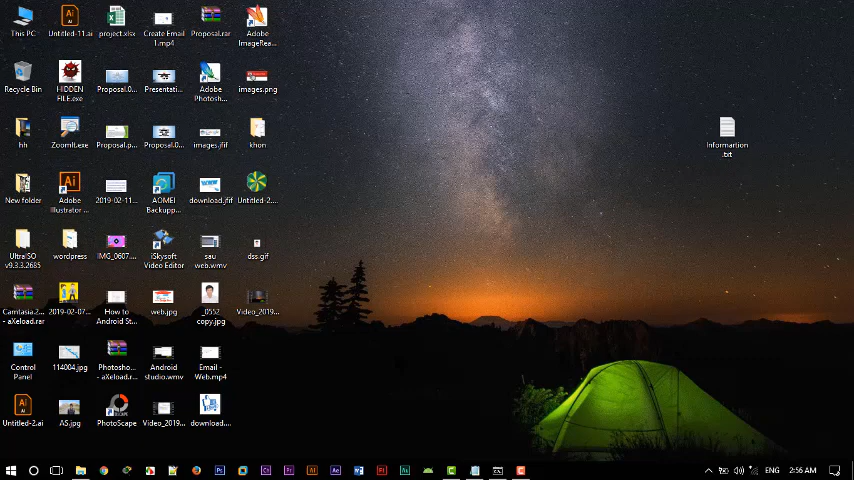 This PC
Untitled-11.ai
project.xlsx
Create Email
1.mp4
Proposal.rar
Adobe
ImageRea...
Recycle Bin
HIDDEN
FILE.exe
Proposal.0...
Presentati...
Adobe
Photosh...
images.png
hh
ZoomIt.exe
Proposal.p...
Proposal.0...
images.jfif
khon
Informartion
.txt
New folder
Adobe
Illustrator ...
2019-02-11...
AOMEI
Backupp...
download.jfif
Untitled-2....
UltraISO
v9.3.3.2685
wordpress
IMG_0607....
iSkysoft
Video Editor
sau
web.wmv
dss.gif
Camtasia.2...
- aXeload.rar
2019-02-07...
How to
Android St...
web.jpg
_0552
copy.jpg
Video_2019...
Control
Panel
114004.jpg
Photosho...
- aXeload.r...
Android
studio.wmv
Email -
Web.mp4
Untitled-2.ai
AS.jpg
PhotoScape
Video_2019...
download....
ENG
2:56 AM